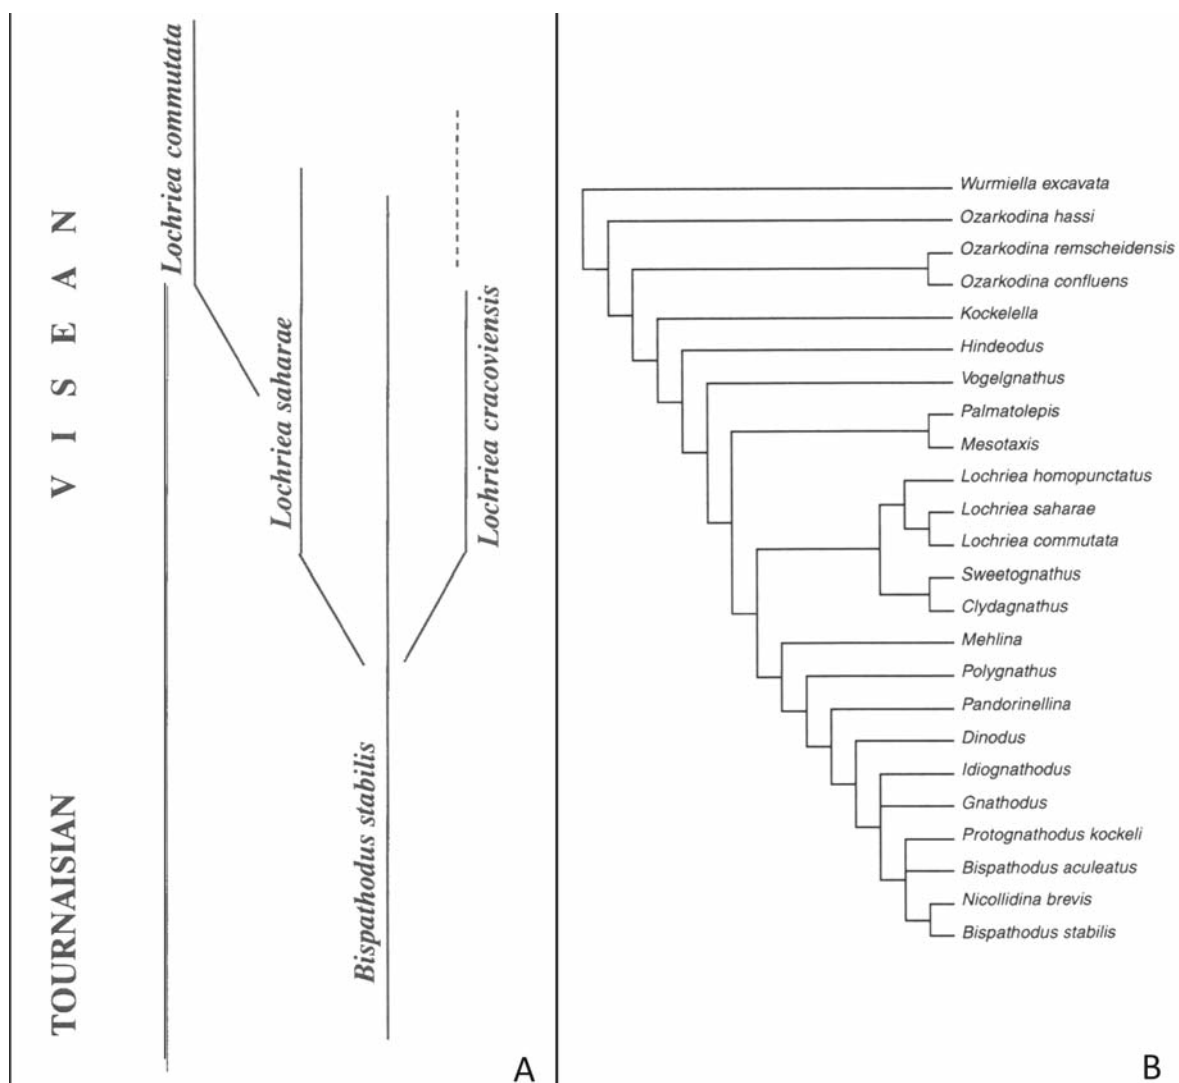 VISEAN
TOURNAISIAN
Lochriea commutata
Lochriea saharae
Bispathodus stabilis
Lochriea cracoviensis
A
Wurmiella excavata
Ozarkodina hassi
Ozarkodina remscheidensis
Ozarkodina confluens
Kockelella
Hindeodus
Vogelgnathus
Palmatolepis
Mesotaxis
Lochriea homopunctatus
Lochriea saharae
Lochriea commutata
Sweetognathus
Clydagnathus
Mehlina
Polygnathus
Pandorinellina
Dinodus
Idiognathodus
Gnathodus
Protognathodus kockeli
Bispathodus aculeatus
Nicollidina brevis
Bispathodus stabilis
B